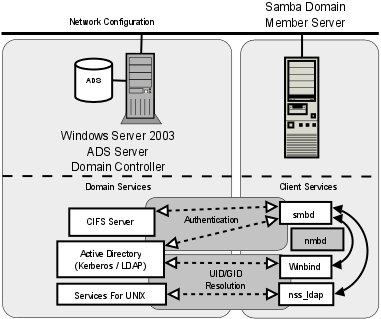 Network Configuration
Samba Domain
Member Server
ADS
Windows Server 2003
ADS Server
Domain Controller
Domain Services
Client Services
CIFS Server
Authentication
smbd
nmbd
Active Directory
(Kerberos / LDAP)
UID/GID
Resolution
Winbind
Services For UNIX
nss_ldap